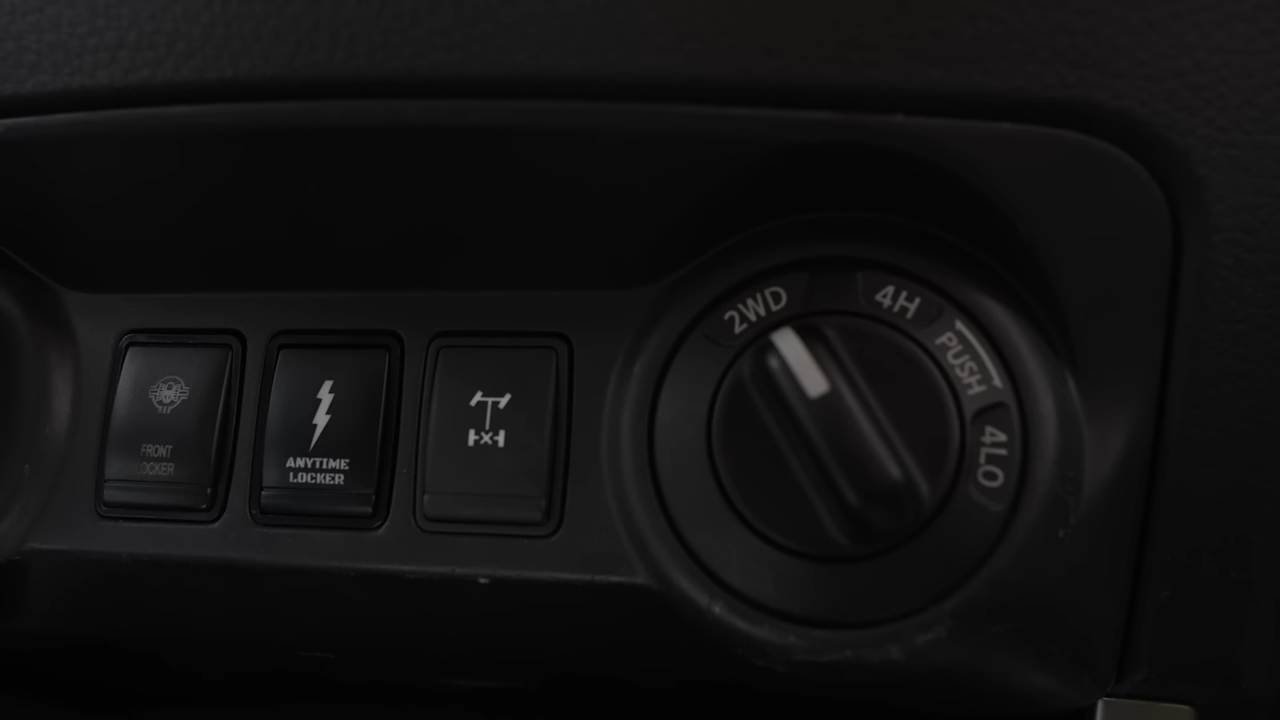 FRONT
LOCKER
ANYTIME
LOCKER
2WD
4H
PUSH
4LO